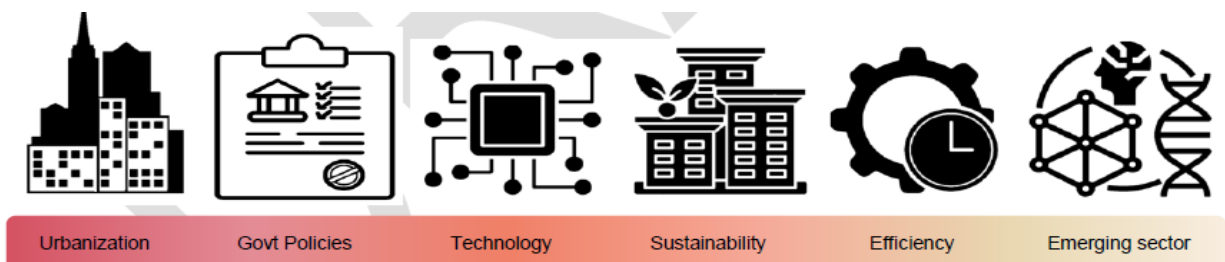 Urbanization
Govt Policies
Technology
Sustainability
Efficiency
Emerging sector